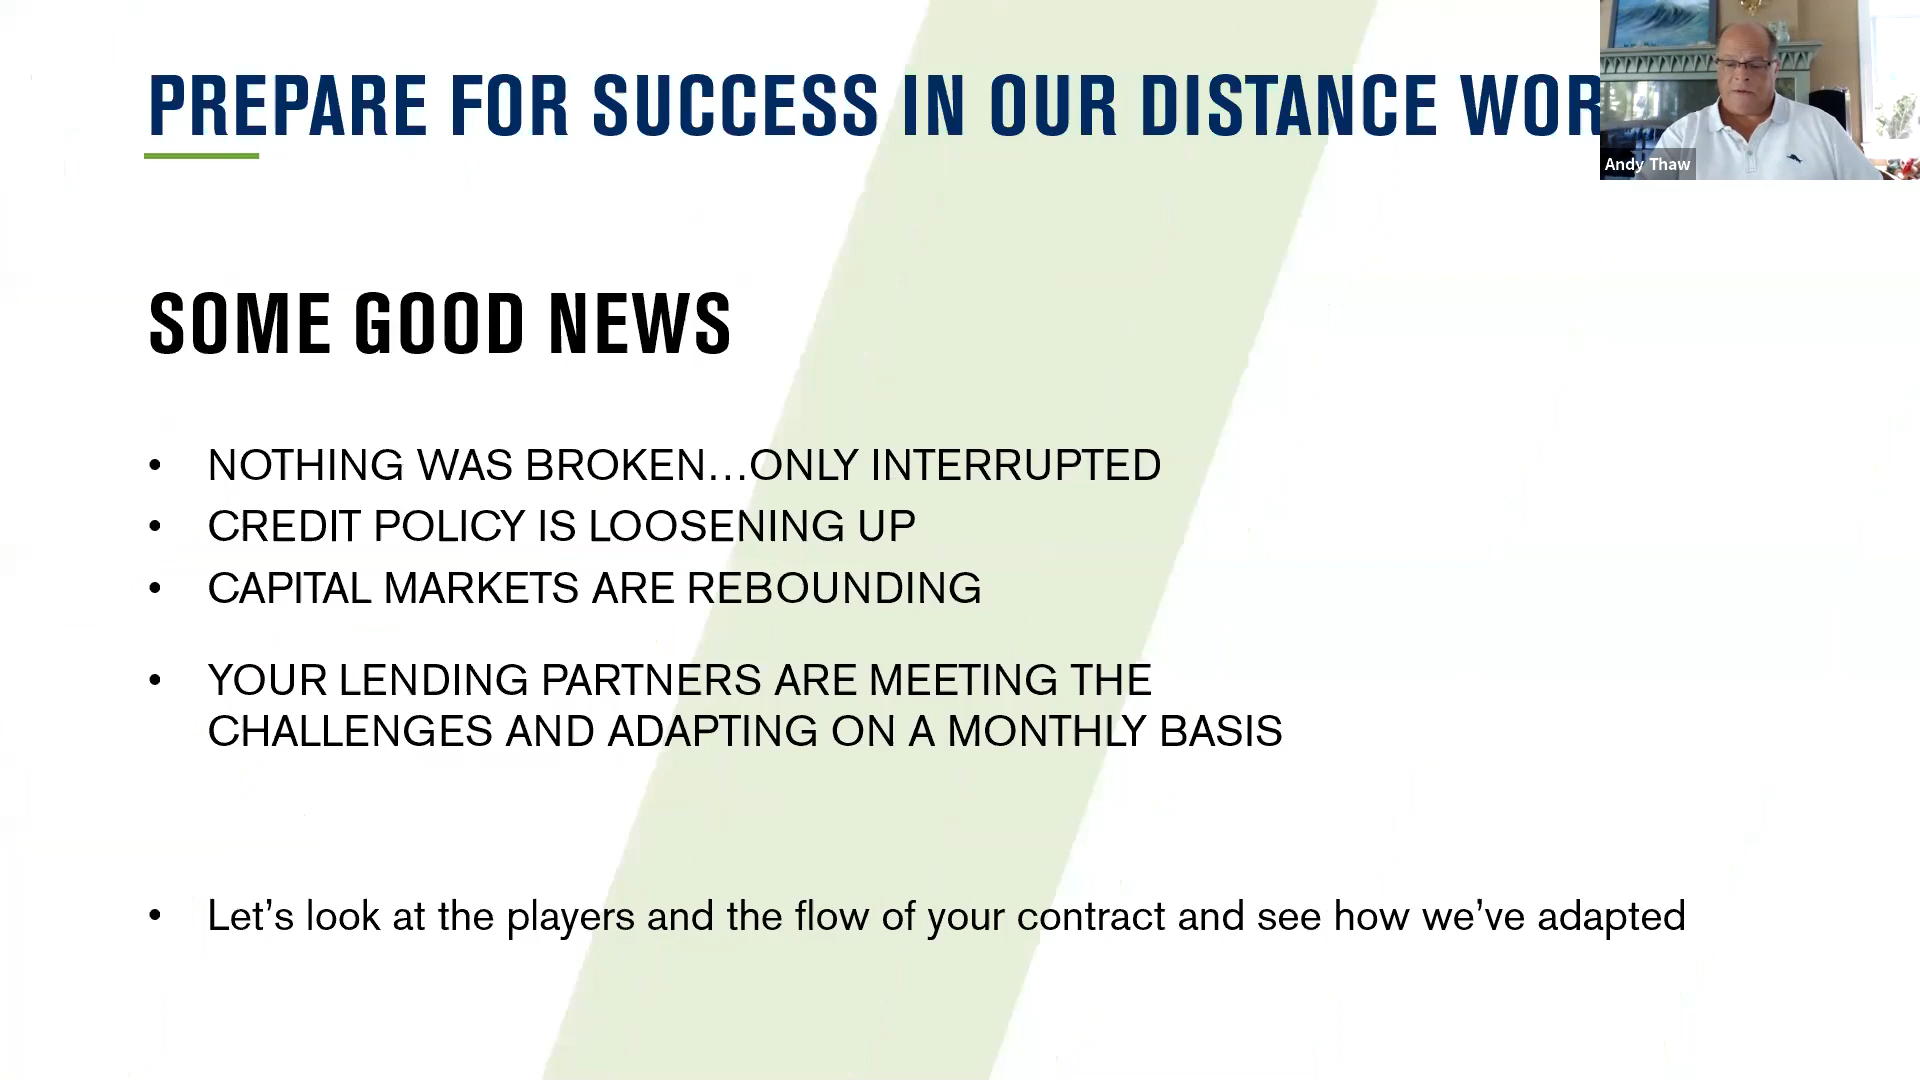 PREPARE FOR SUCCESS IN OUR DISTANCE
Andy Thaw
SOME GOOD NEWS
• NOTHING WAS BROKEN...ONLY INTERRUPTED
• CREDIT POLICY IS LOOSENING UP
• CAPITAL MARKETS ARE REBOUNDING
• YOUR LENDING PARTNERS ARE MEETING THE
CHALLENGES AND ADAPTING ON A MONTHLY BASIS
• Let’s look at the players and the flow of your contract and see how we’ve adapted